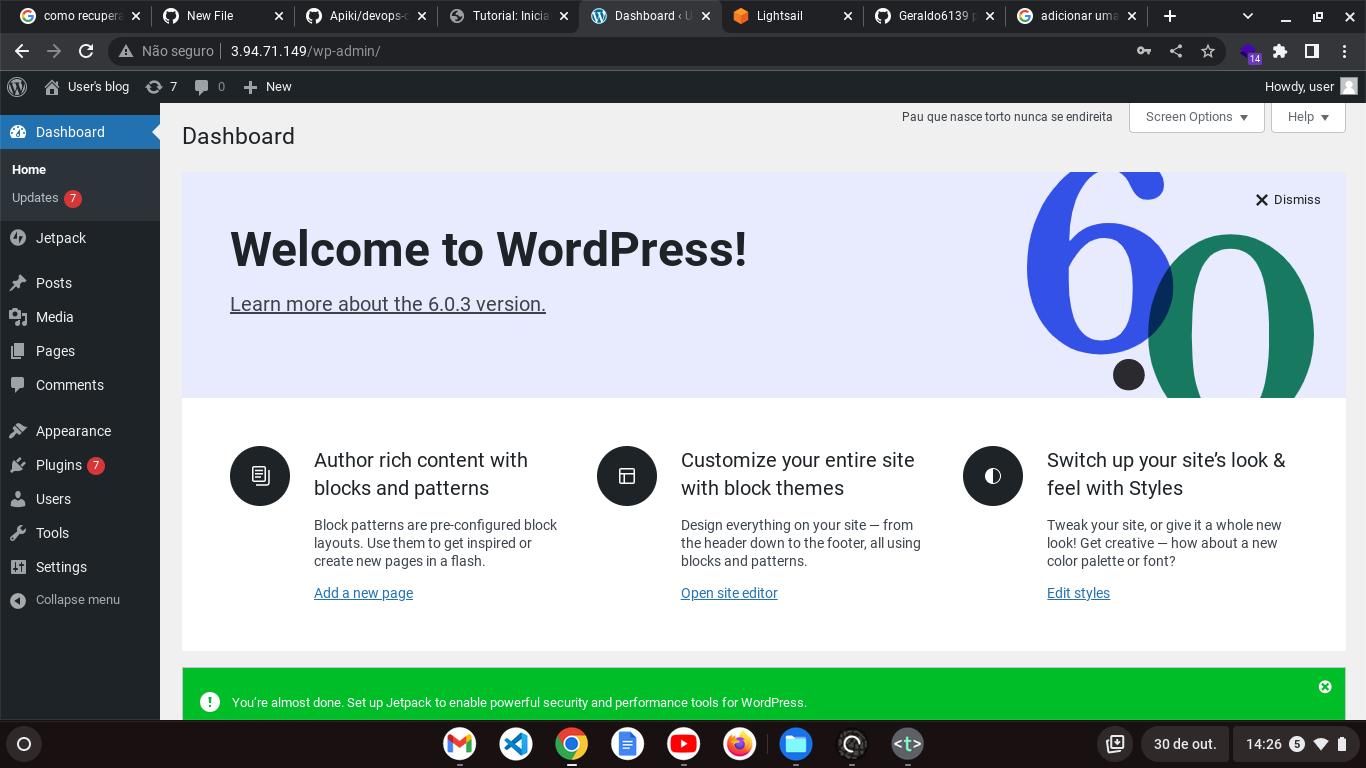 como recupera
New File
Apiki/devops-c
Tutorial: Inicia
Dashboard ‹ U
Lightsail
Geraldo6139 p
adicionar uma
Não seguro
3.94.71.149/wp-admin/
14
User's blog
7
0
New
Howdy, user
Dashboard
Home
Updates 7
Jetpack
Posts
Media
Pages
Comments
Appearance
Plugins 7
Users
Tools
Settings
Collapse menu
Pau que nasce torto nunca se endireita
Screen Options
Help
Dashboard
Dismiss
Welcome to WordPress!
Learn more about the 6.0.3 version.
6.0
Author rich content with
blocks and patterns
Block patterns are pre-configured block
layouts. Use them to get inspired or
create new pages in a flash.
Add a new page
Customize your entire site
with block themes
Design everything on your site — from
the header down to the footer, all using
blocks and patterns.
Open site editor
Switch up your site’s look &
feel with Styles
Tweak your site, or give it a whole new
look! Get creative — how about a new
color palette or font?
Edit styles
You’re almost done. Set up Jetpack to enable powerful security and performance tools for WordPress.
<t>
30 de out.
14:26
5